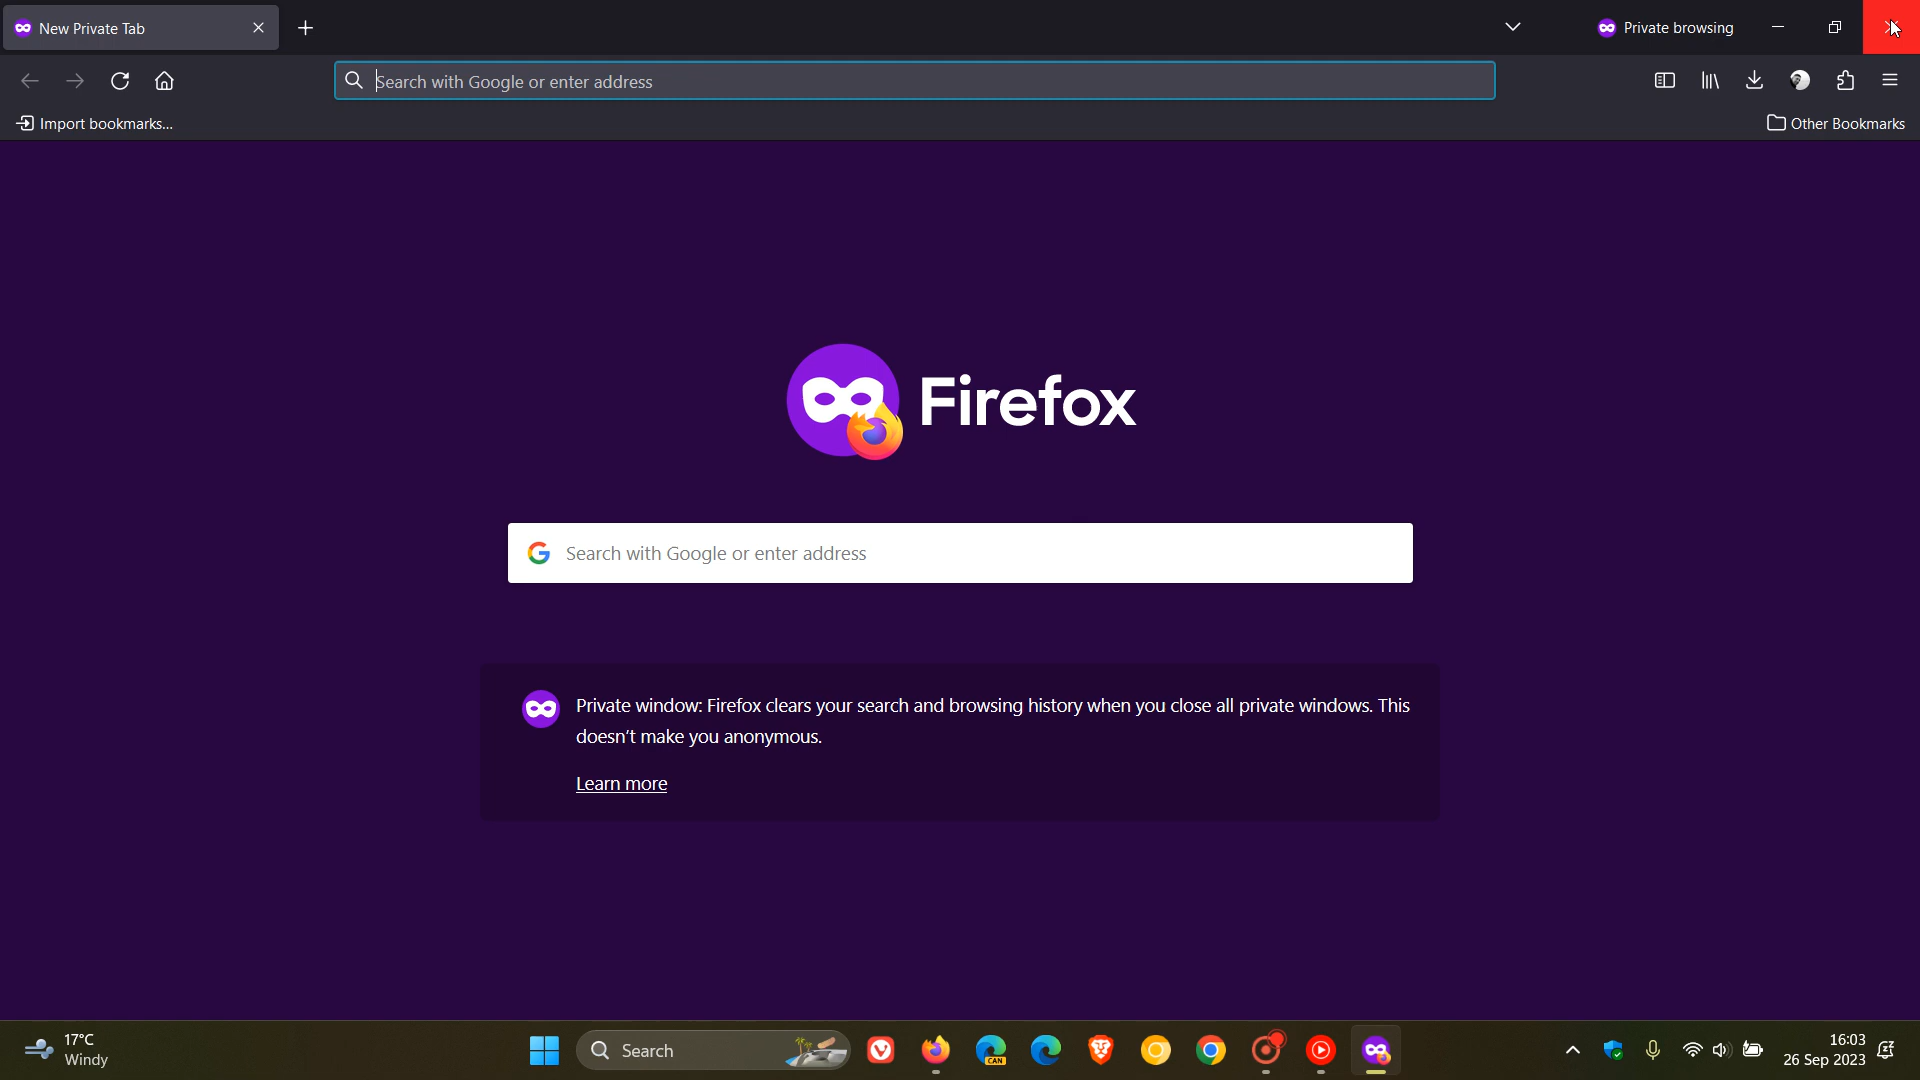 New Private Tab
Private browsing
Search with Google or enter address
Import bookmarks...
Other Bookmarks
Firefox
Search with Google or enter address
Private window: Firefox clears your search and browsing history when you close all private windows. This
doesn't make you anonymous.
Learn more
17°C
Windy
Search
CAN
16:03
26 Sep 2023